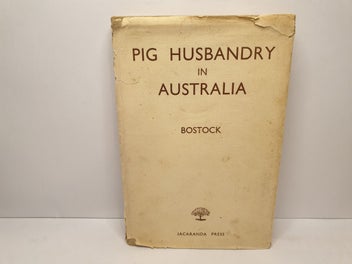 PIG HUSBANDRY
IN
AUSTRALIA
BOSTOCK
JACARANDA PRESS